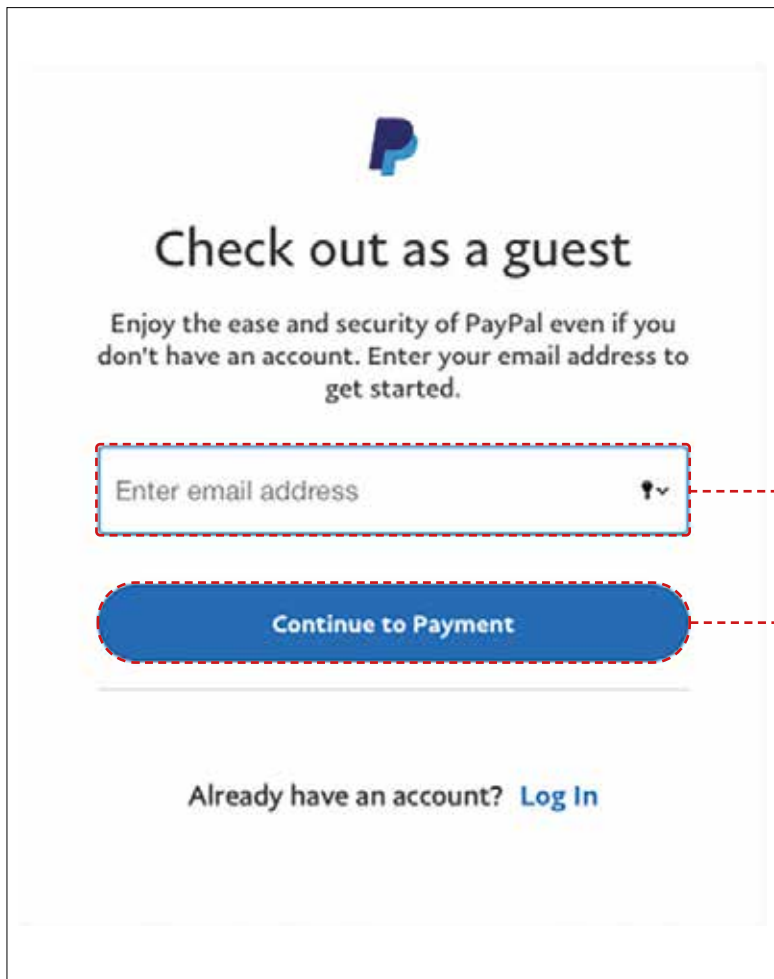 Check out as a guest
Enjoy the ease and security of PayPal even if you
don't have an account. Enter your email address to
get started.
Enter email address
Continue to Payment
Already have an account? Log In